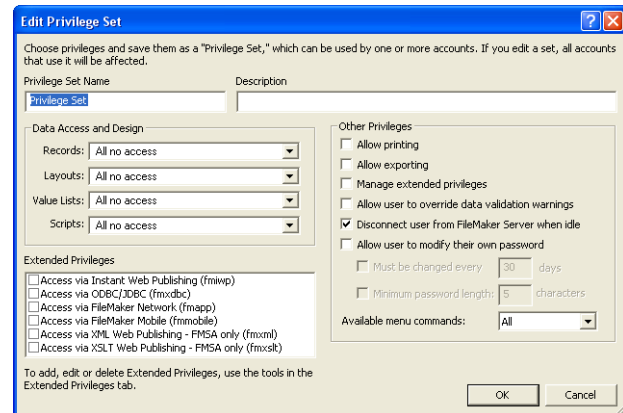 Edit Privilege Set
Choose privileges and save them as a "Privilege Set," which can be used by one or more accounts. If you edit a set, all accounts
that use it will be affected.
Privilege Set Name
Description
Privilege Set
Data Access and Design
Records: All no access
Layouts: All no access
Value Lists: All no access
Scripts: All no access
Extended Privileges
Access via Instant Web Publishing (fmiwp)
Access via ODBC/JDBC (fmxdbc)
Access via FileMaker Network (fmapp)
Access via FileMaker Mobile (fmmobile)
Access via XML Web Publishing - FMSA only (fmxml)
Access via XSLT Web Publishing - FMSA only (fmxslt)
To add, edit or delete Extended Privileges, use the tools in the
Extended Privileges tab.
Other Privileges
Allow printing
Allow exporting
Manage extended privileges
Allow user to override data validation warnings
Disconnect user from FileMaker Server when idle
Allow user to modify their own password
Must be changed every 30 days
Minimum password length: 5 characters
Available menu commands: All
OK
Cancel